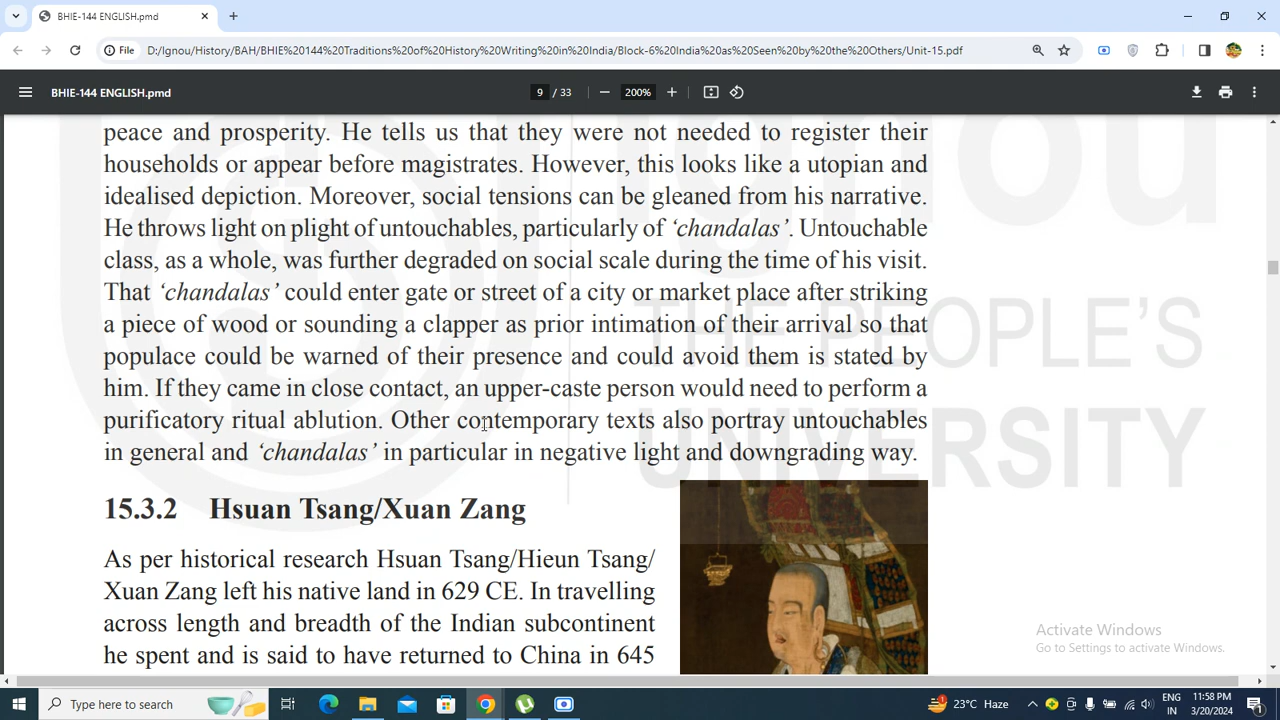 BHIE-144 ENGLISH.pmd
File
D:/Ignou/History/BAH/BHIE%20144%20Traditions%20of%20History%20Writing%20in%20India/Block-6%20India%20as%20Seen%20by%20the%20Others/Unit-15.pdf
BHIE-144 ENGLISH.pmd
9 / 33
200%
peace and prosperity. He tells us that they were not needed to register their
households or appear before magistrates. However, this looks like a utopian and
idealised depiction. Moreover, social tensions can be gleaned from his narrative.
He throws light on plight of untouchables, particularly of ‘chandalas’. Untouchable
class, as a whole, was further degraded on social scale during the time of his visit.
That ‘chandalas’ could enter gate or street of a city or market place after striking
a piece of wood or sounding a clapper as prior intimation of their arrival so that
populace could be warned of their presence and could avoid them is stated by
him. If they came in close contact, an upper-caste person would need to perform a
purificatory ritual ablution. Other contemporary texts also portray untouchables
in general and ‘chandalas’ in particular in negative light and downgrading way.
15.3.2 Hsuan Tsang/Xuan Zang
As per historical research Hsuan Tsang/Hieun Tsang/
Xuan Zang left his native land in 629 CE. In travelling
across length and breadth of the Indian subcontinent
he spent and is said to have returned to China in 645
ignou
THE PEOPLE'S
UNIVERSITY
Activate Windows
Go to Settings to activate Windows.
Type here to search
23°C Haze
ENG
IN
11:58 PM
3/20/2024
1